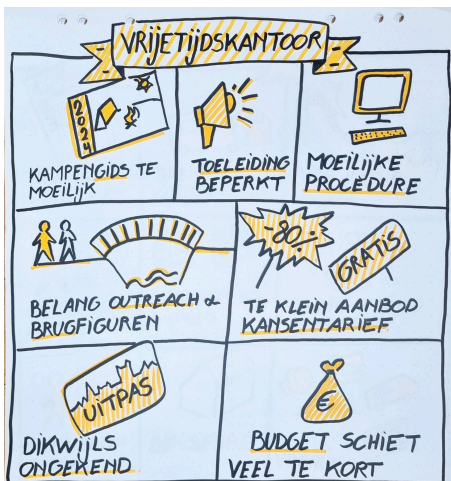 VRIJETIJDSKANTOOR
2024
KAMPENGIDS TE
MOEILIJK
TOELEIDING
BEPERKT
MOEILIJKE
PROCEDURE
BELANG OUTREACH &
BRUGFIGUREN
-80.-
GRATIS
TE KLEIN AANBOD
KANSENTARIEF
UITPAS
DIKWIJLS
ONGEKEND
€
BUDGET SCHIET
VEEL TE KORT